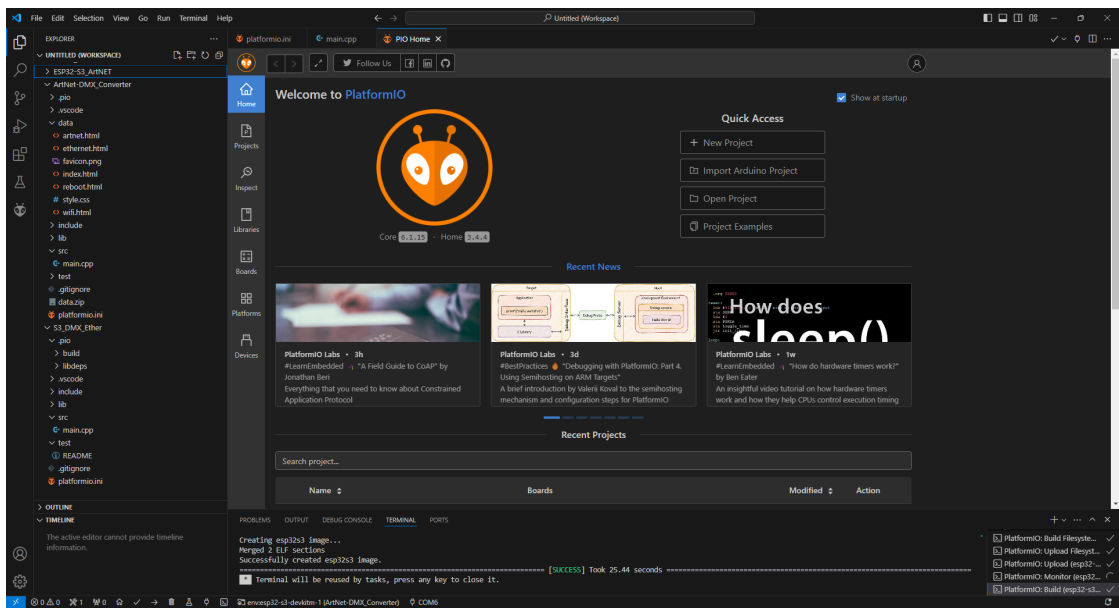 File Edit Selection View Go Run Terminal Help
Untitled (Workspace)
EXPLORER
UNTITLED (WORKSPACE)
ESP32-S3_ArtNET
ArtNet-DMX_Converter
.pio
.vscode
data
artnet.html
ethernet.html
favicon.png
index.html
reboot.html
style.css
wifi.html
include
lib
src
main.cpp
test
.gitignore
data.zip
platformio.ini
S3_DMX_Ether
.pio
build
libdeps
.vscode
include
lib
src
main.cpp
test
README
.gitignore
platformio.ini
OUTLINE
TIMELINE
The active editor cannot provide timeline
information.
platformio.ini
main.cpp
PIO Home
Follow Us
Home
Projects
Inspect
Libraries
Boards
Platforms
Devices
Welcome to PlatformIO
Show at startup
Core 6.1.15 · Home 3.4.4
Quick Access
New Project
Import Arduino Project
Open Project
Project Examples
Recent News
PlatformIO Labs • 3h
#LearnEmbedded "A Field Guide to CoAP" by
Jonathan Beri
Everything that you need to know about Constrained
Application Protocol
PlatformIO Labs • 3d
#BestPractices "Debugging with PlatformIO: Part 4.
Using Semihosting on ARM Targets"
A brief introduction by Valerii Koval to the semihosting
mechanism and configuration steps for PlatformIO
How does
sleep()
PlatformIO Labs • 1w
#LearnEmbedded "How do hardware timers work?"
by Ben Eater
An insightful video tutorial on how hardware timers
work and how they help CPUs control execution timing
Recent Projects
Search project...
Name Boards Modified Action
PROBLEMS OUTPUT DEBUG CONSOLE TERMINAL PORTS
Creating esp32s3 image...
Merged 2 ELF sections
Successfully created esp32s3 image.
[SUCCESS] Took 25.44 seconds
* Terminal will be reused by tasks, press any key to close it.
PlatformIO: Build Filesyste...
PlatformIO: Upload Filesyst...
PlatformIO: Upload (esp32-...
PlatformIO: Monitor (esp32...
PlatformIO: Build (esp32-s3...
0 0 1 0 env:esp32-s3-devkitm-1 (ArtNet-DMX_Converter) COM6